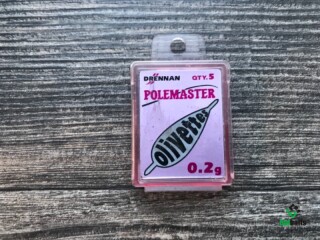 DRENNAN QTY.5
POLEMASTER
olivettes
0.2g